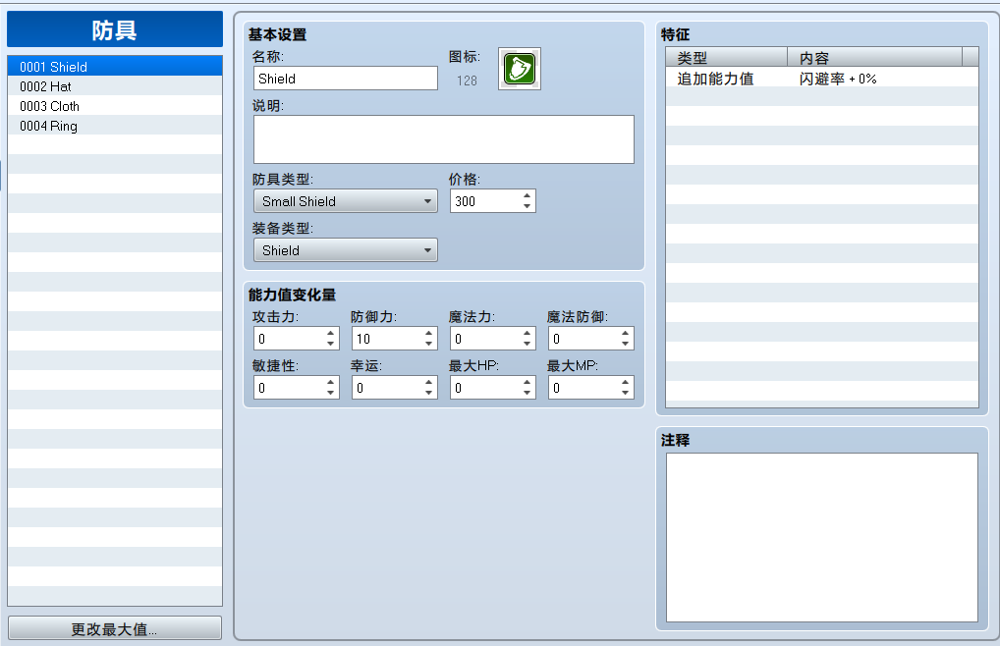 防具
0001 Shield
0002 Hat
0003 Cloth
0004 Ring
更改最大值...
基本设置
名称:
图标:
Shield
128
说明:
防具类型:
价格:
Small Shield
300
装备类型:
Shield
能力值变化量
攻击力:
防御力:
魔法力:
魔法防御:
0
10
0
0
敏捷性:
幸运:
最大HP:
最大MP:
0
0
0
0
特征
类型
内容
追加能力值
闪避率 + 0%
注释